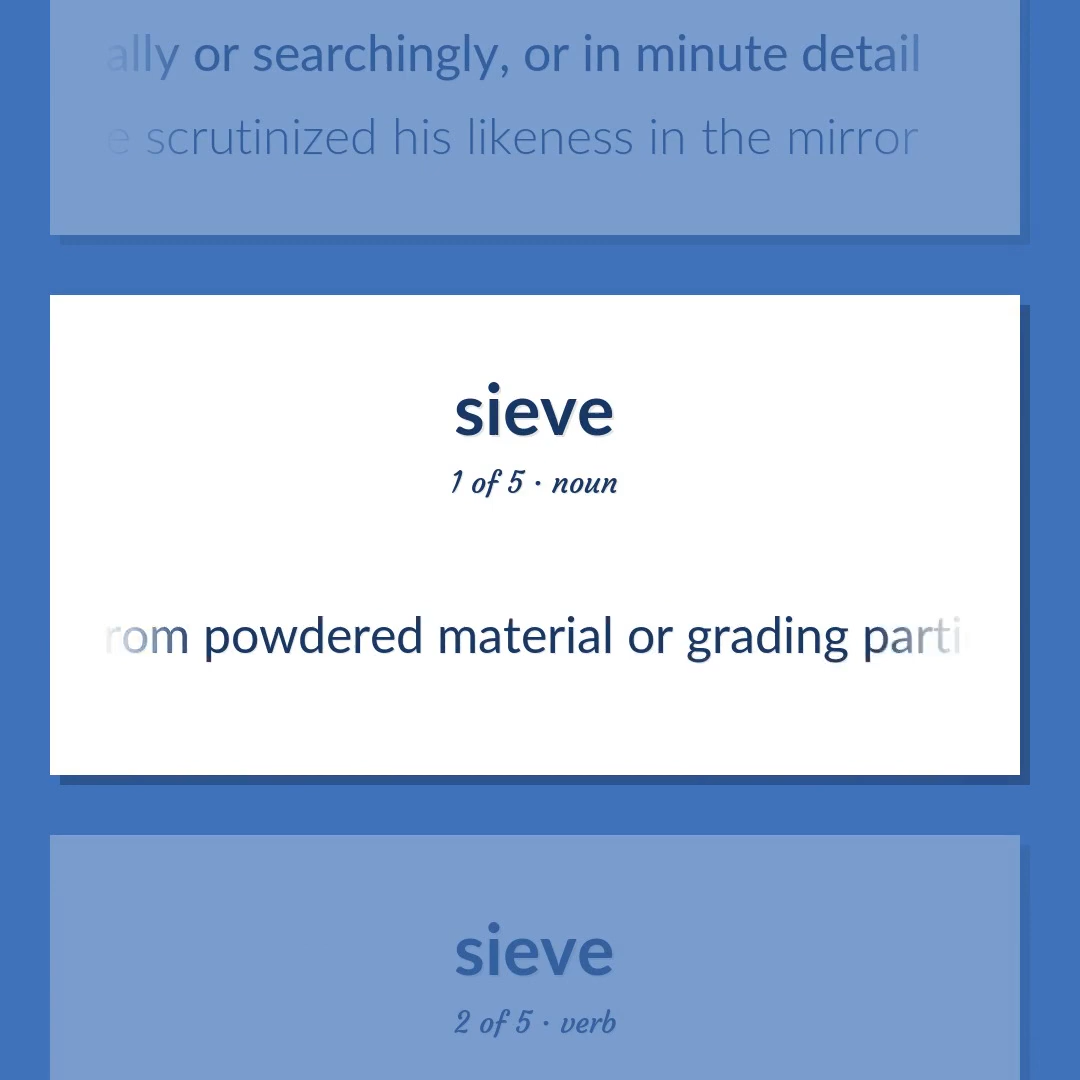 ally or searchingly, or in minute detail
e scrutinized his likeness in the mirror
sieve
1 of 5 · noun
rom powdered material or grading parti
sieve
2 of 5 · verb